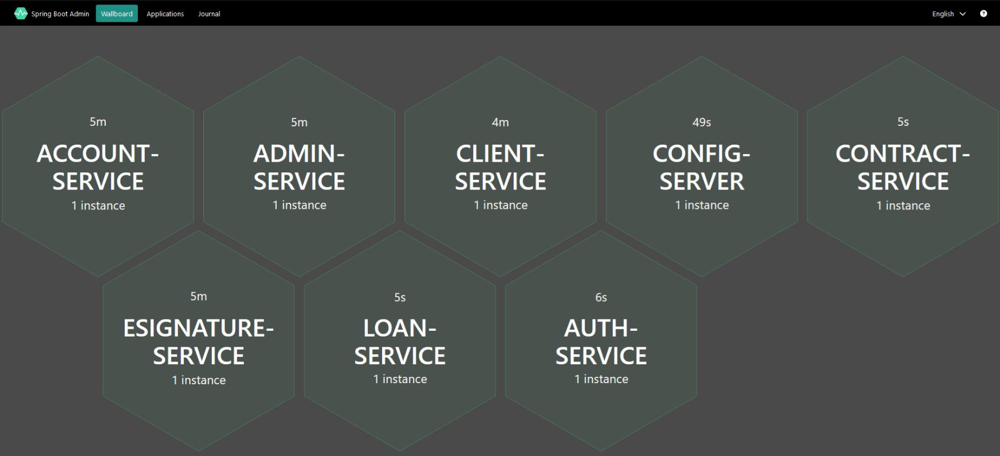 Spring Boot Admin Wallboard Applications Journal English ?
5m
ACCOUNT-
SERVICE
1 instance
5m
ADMIN-
SERVICE
1 instance
4m
CLIENT-
SERVICE
1 instance
49s
CONFIG-
SERVER
1 instance
5s
CONTRACT-
SERVICE
1 instance
5m
ESIGNATURE-
SERVICE
1 instance
5s
LOAN-
SERVICE
1 instance
6s
AUTH-
SERVICE
1 instance